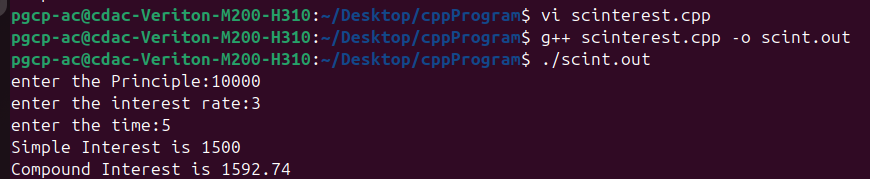 pgcp-ac@cdac-Veriton-M200-H310:~/Desktop/cppProgram$ vi scinterest.cpp
pgcp-ac@cdac-Veriton-M200-H310:~/Desktop/cppProgram$ g++ scinterest.cpp -o scint.out
pgcp-ac@cdac-Veriton-M200-H310:~/Desktop/cppProgram$ ./scint.out
enter the Principle:10000
enter the interest rate:3
enter the time:5
Simple Interest is 1500
Compound Interest is 1592.74